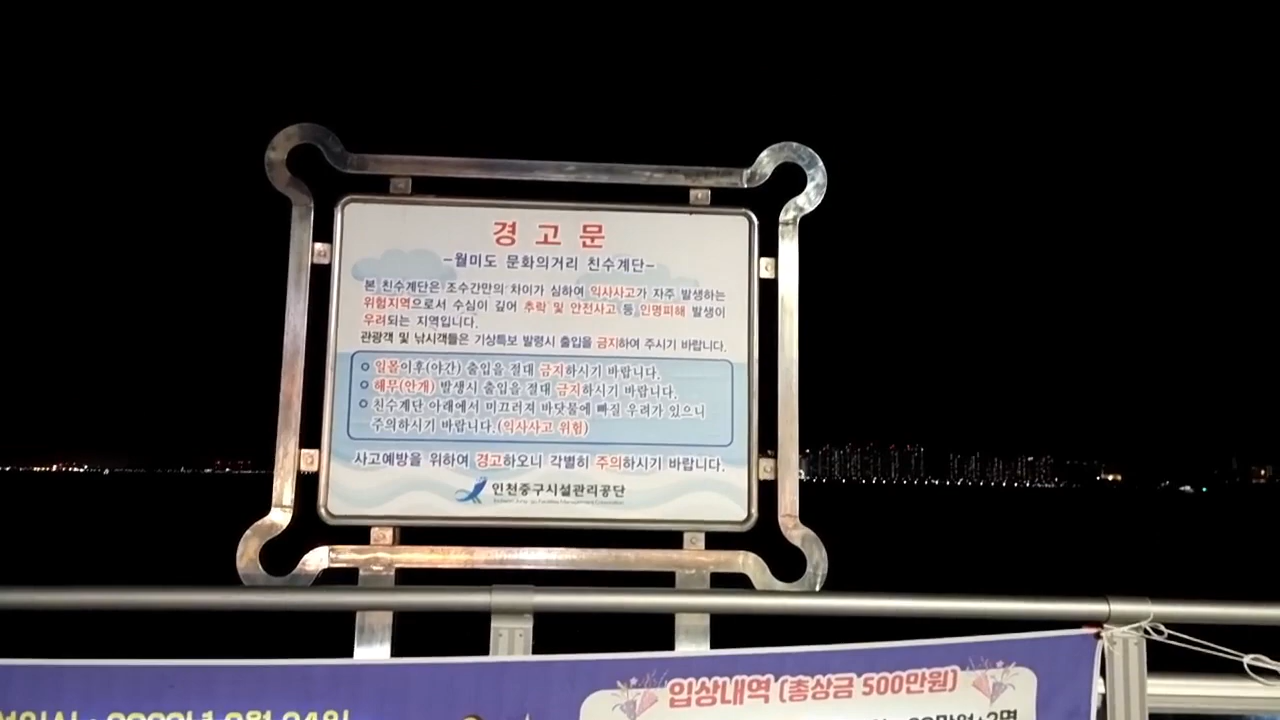 경고문
-월미도 문화의거리 친수계단-
본 친수계단은 조수간만의 차이가 심하여 익사사고가 자주 발생하는
위험지역으로서 수심이 깊어 추락 및 안전사고 등 인명피해 발생이
우려되는 지역입니다.
관광객 및 낚시객들은 기상특보 발령시 출입을 금지하여 주시기 바랍니다.
일몰이후(야간) 출입을 절대 금지하시기 바랍니다.
해무(안개) 발생시 출입을 절대 금지하시기 바랍니다.
친수계단 아래에서 미끄러져 바닷물에 빠질 우려가 있으니
주의하시기 바랍니다.(익사사고 위험)
사고예방을 위하여 경고하오니 각별히 주의하시기 바랍니다.
인천중구시설관리공단
입상내역 (총상금 500만원)